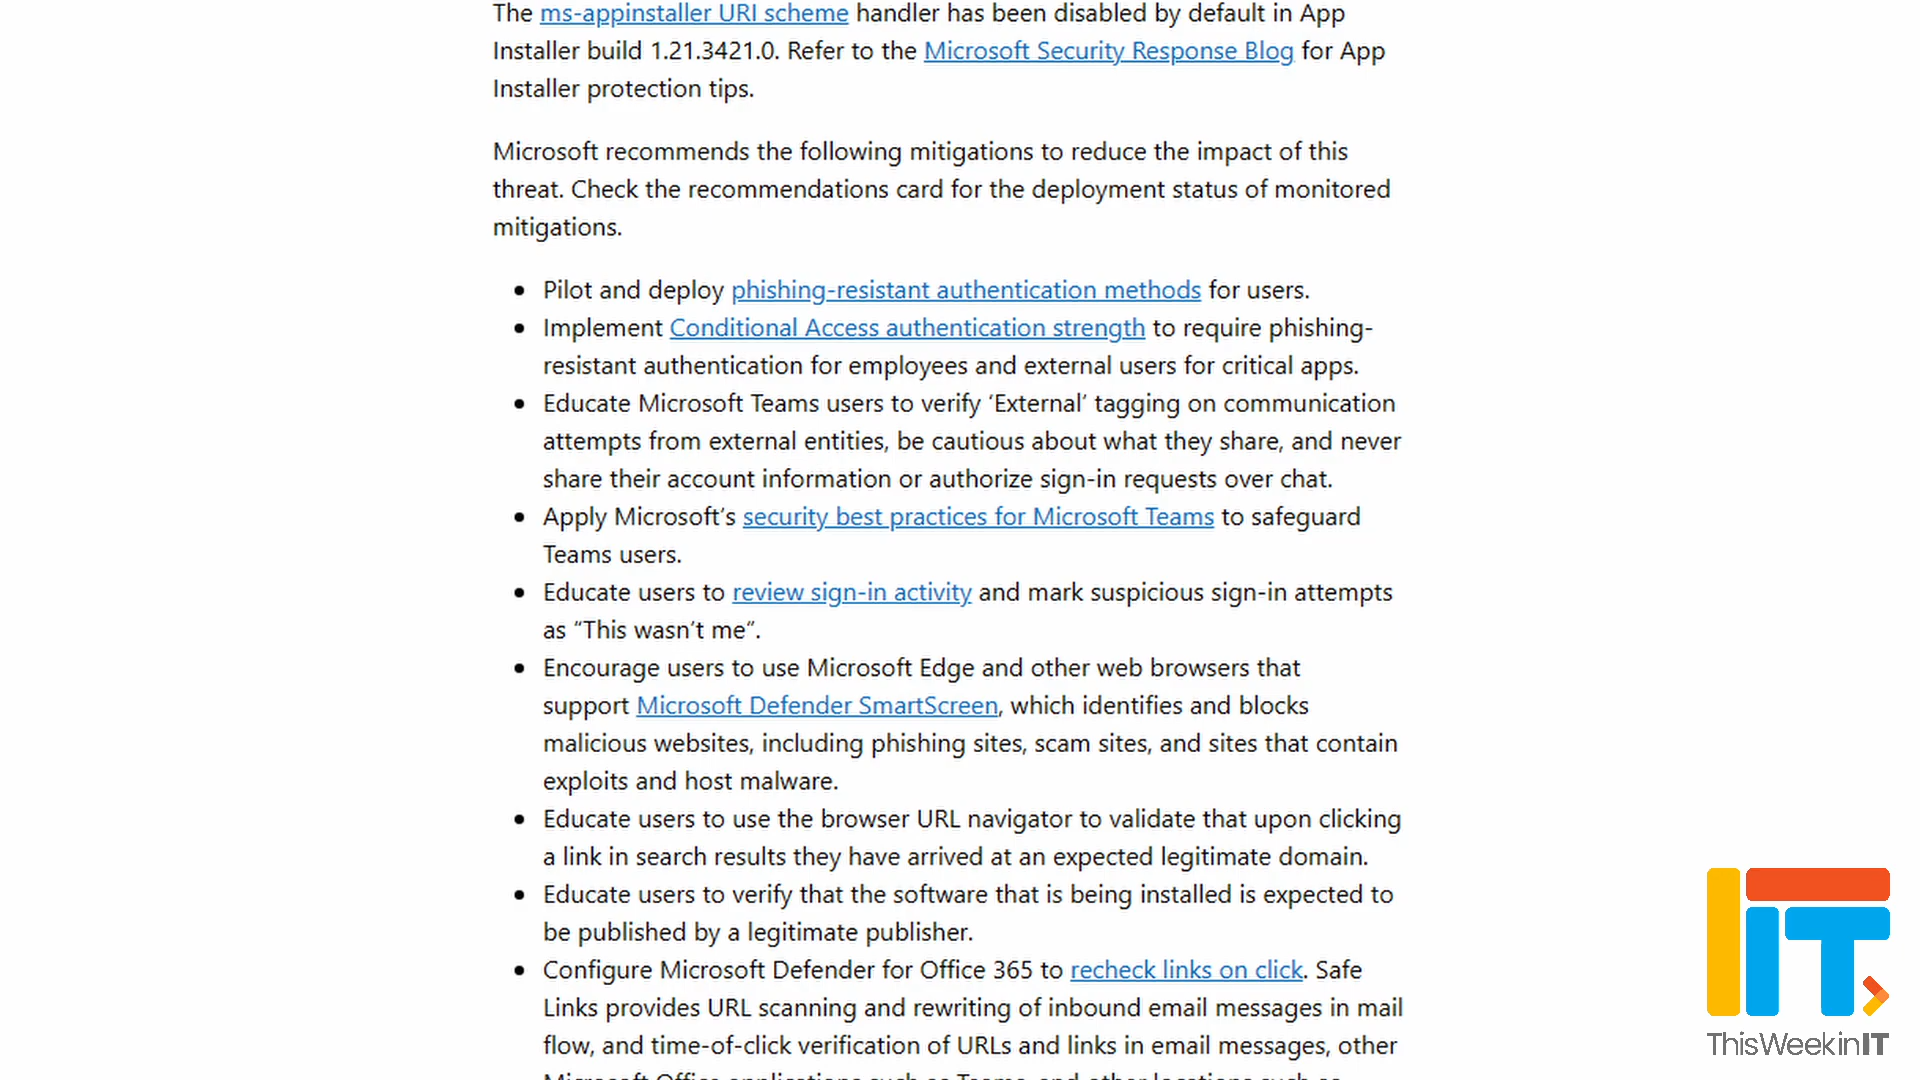 The ms-appinstaller URI scheme handler has been disabled by default in App
Installer build 1.21.3421.0. Refer to the Microsoft Security Response Blog for App
Installer protection tips.
Microsoft recommends the following mitigations to reduce the impact of this
threat. Check the recommendations card for the deployment status of monitored
mitigations.
• Pilot and deploy phishing-resistant authentication methods for users.
• Implement Conditional Access authentication strength to require phishing-
resistant authentication for employees and external users for critical apps.
• Educate Microsoft Teams users to verify ‘External’ tagging on communication
attempts from external entities, be cautious about what they share, and never
share their account information or authorize sign-in requests over chat.
• Apply Microsoft’s security best practices for Microsoft Teams to safeguard
Teams users.
• Educate users to review sign-in activity and mark suspicious sign-in attempts
as “This wasn’t me”.
• Encourage users to use Microsoft Edge and other web browsers that
support Microsoft Defender SmartScreen, which identifies and blocks
malicious websites, including phishing sites, scam sites, and sites that contain
exploits and host malware.
• Educate users to use the browser URL navigator to validate that upon clicking
a link in search results they have arrived at an expected legitimate domain.
• Educate users to verify that the software that is being installed is expected to
be published by a legitimate publisher.
• Configure Microsoft Defender for Office 365 to recheck links on click. Safe
Links provides URL scanning and rewriting of inbound email messages in mail
flow, and time-of-click verification of URLs and links in email messages, other
Microsoft Office applications such as Teams, and other locations such as
IT
ThisWeekinIT